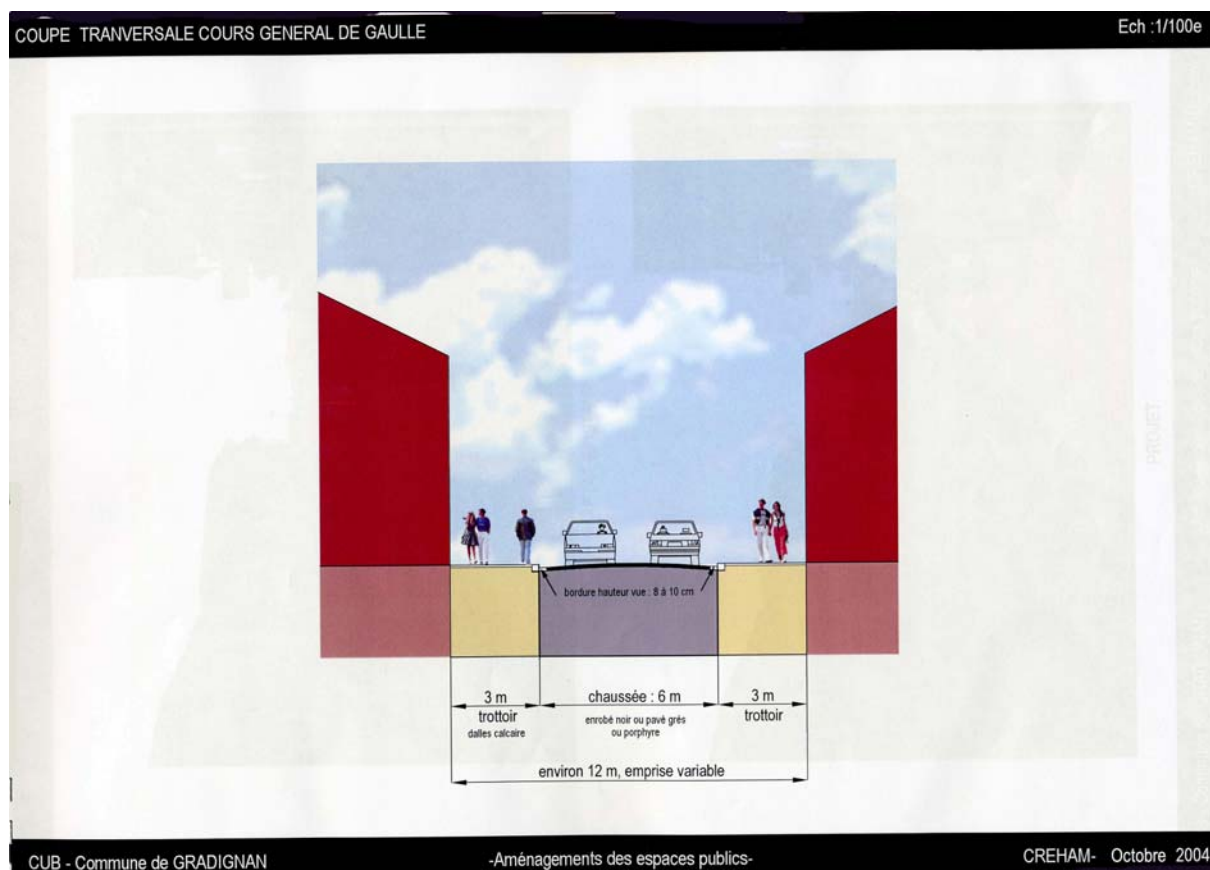 COUPE TRANVERSALE COURS GENERAL DE GAULLE
Ech :1/100e
PROJET
bordure hauteur vue : 8 à 10 cm
3 m
trottoir
dalles calcaire
chaussée : 6 m
enrobé noir ou pavé grés
ou porphyre
3 m
trottoir
environ 12 m, emprise variable
CUB - Commune de GRADIGNAN
-Aménagements des espaces publics-
CREHAM- Octobre 2004